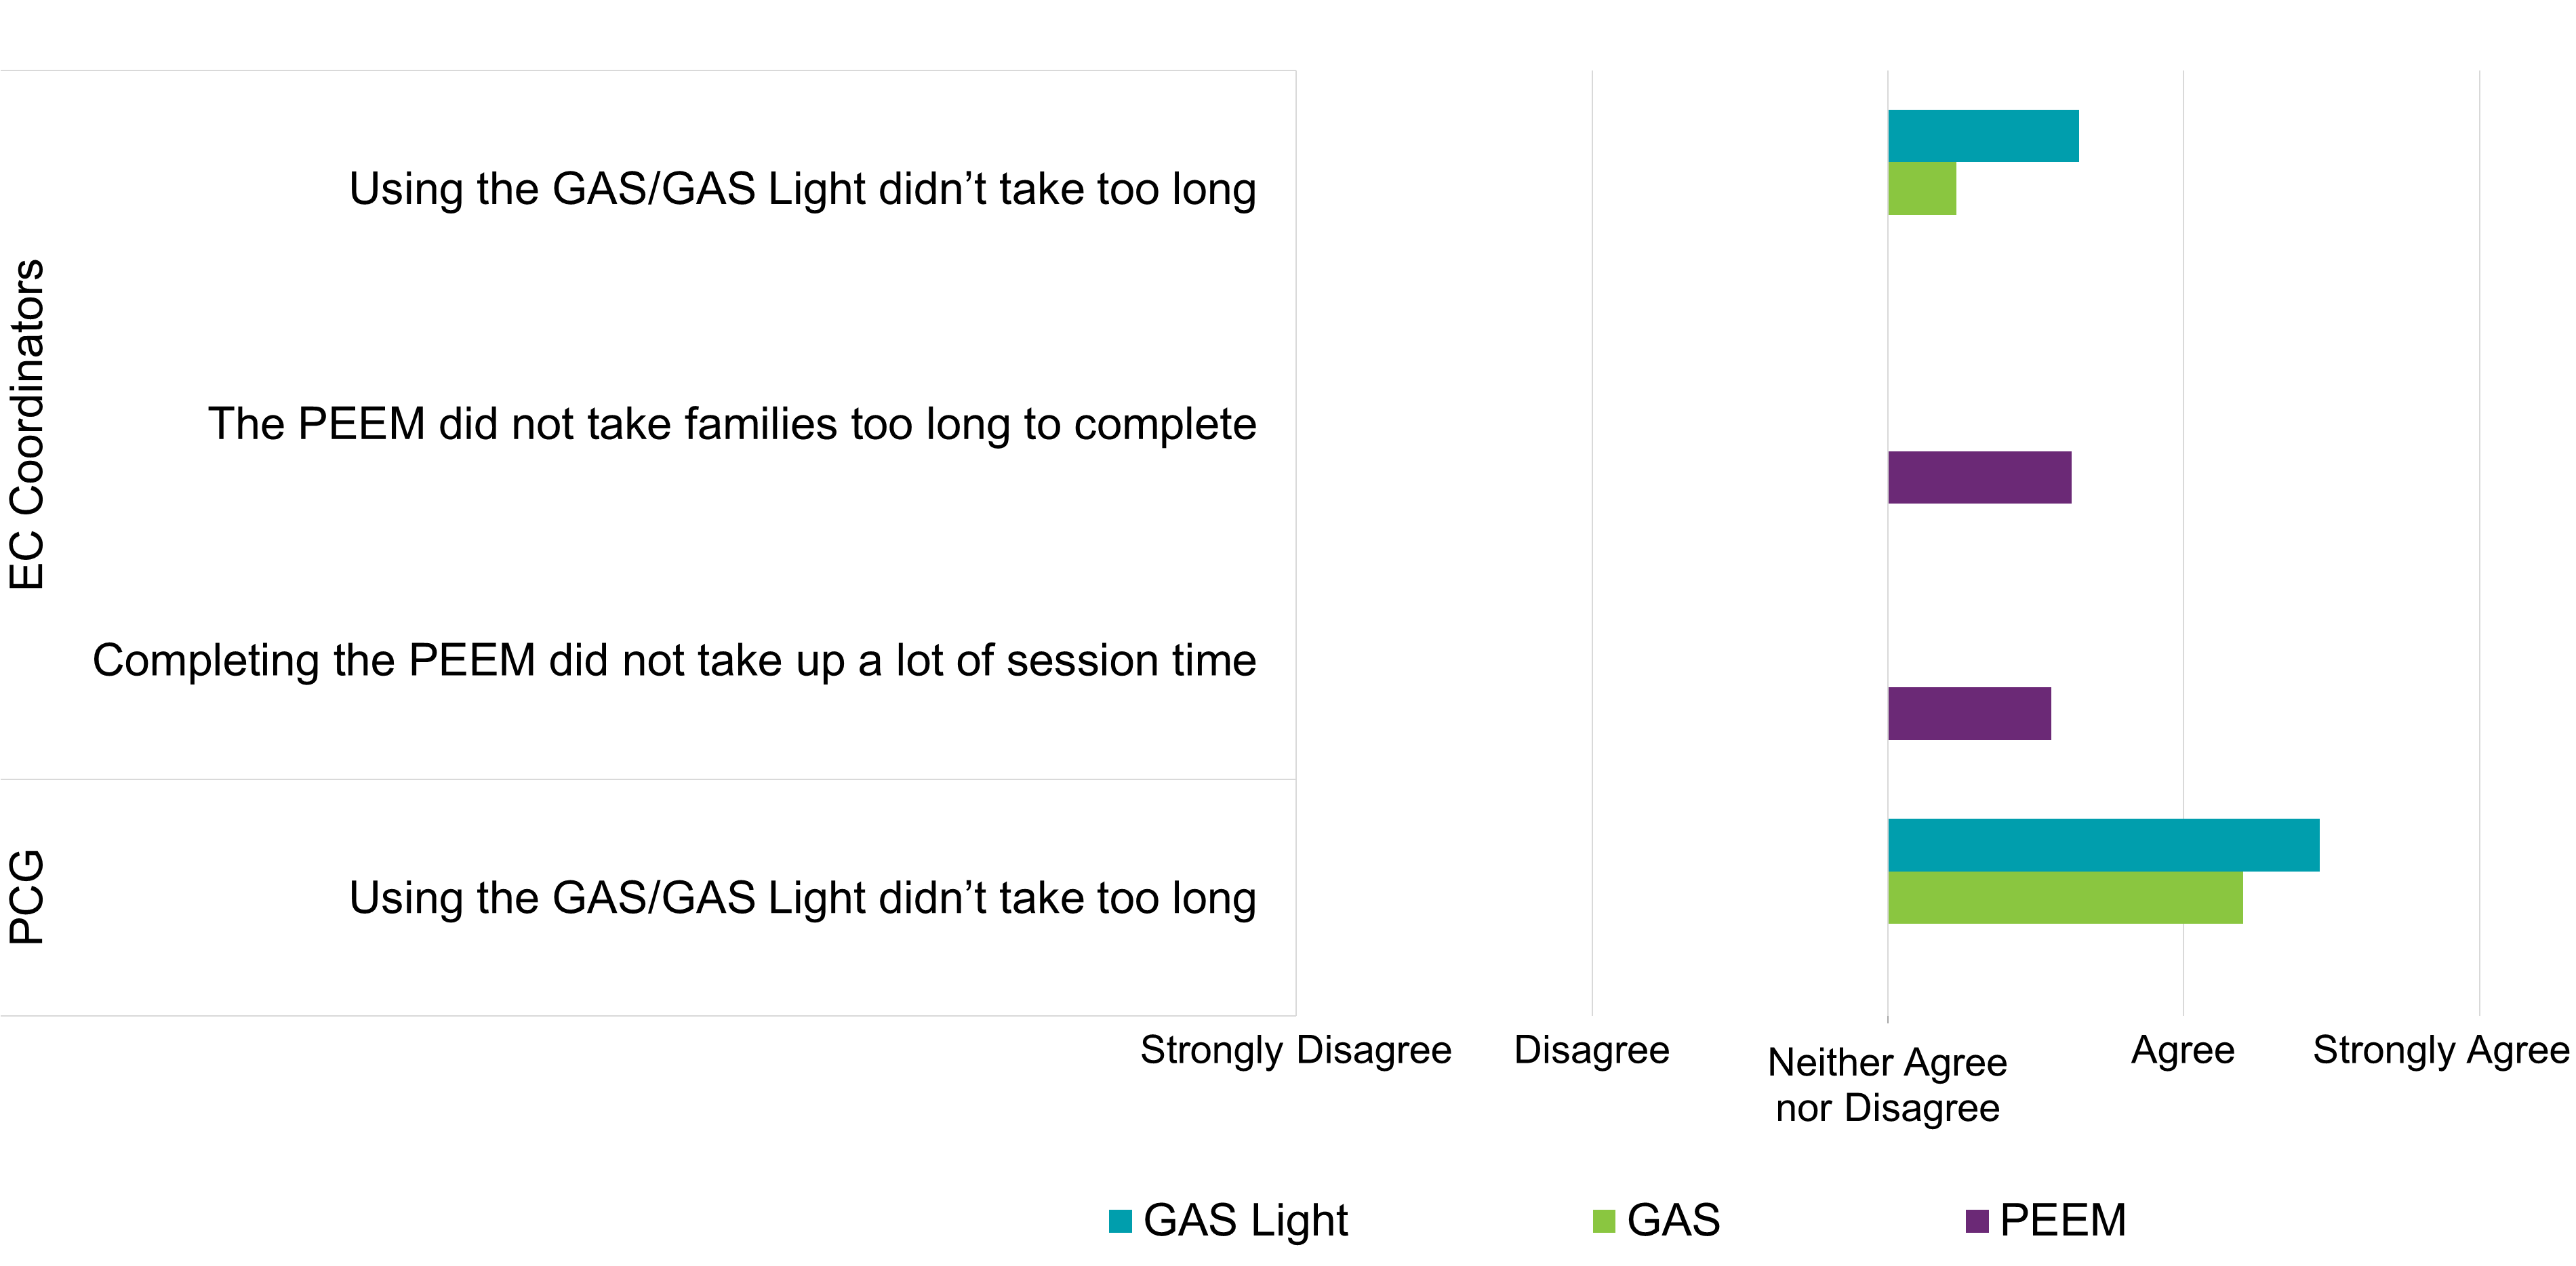 EC Coordinators
Using the GAS/GAS Light didn’t take too long
The PEEM did not take families too long to complete
Completing the PEEM did not take up a lot of session time
PCG
Using the GAS/GAS Light didn’t take too long
Strongly Disagree
Disagree
Neither Agree
nor Disagree
Agree
Strongly Agree
GAS Light
GAS
PEEM